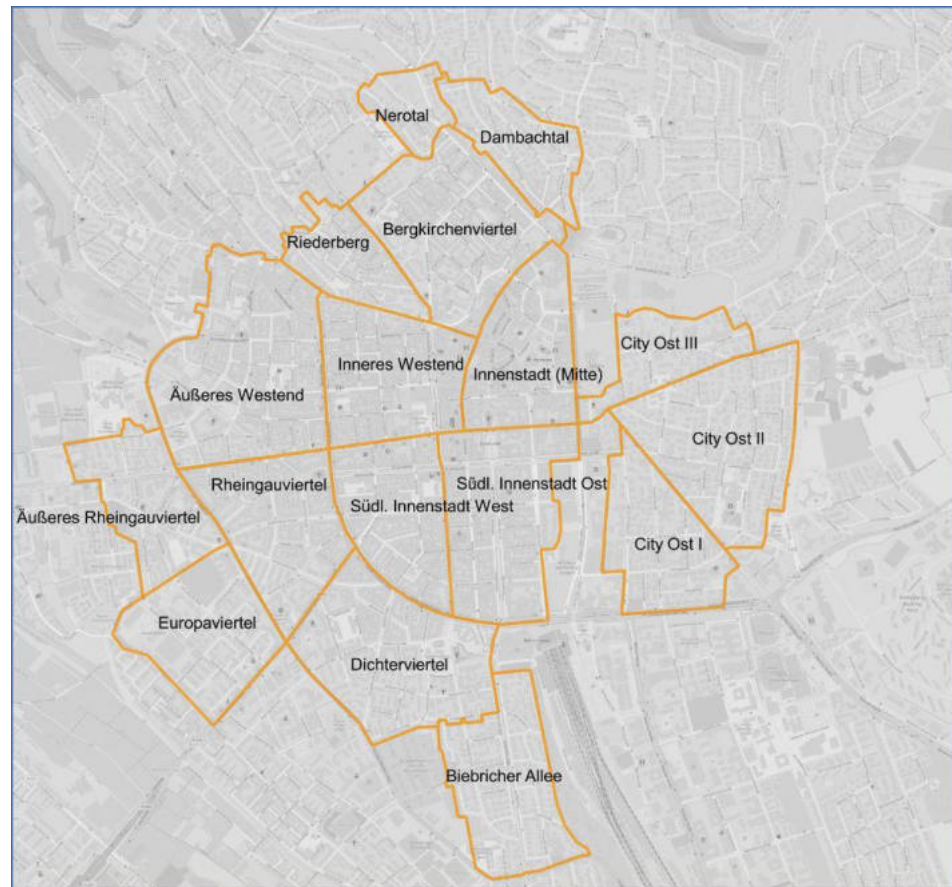 Nerotal
Dambachtal
Bergkirchenviertel
Riederberg
City Ost III
Inneres Westend
Innenstadt (Mitte)
Äußeres Westend
City Ost II
Rheingauviertel
Südl. Innenstadt Ost
Südl. Innenstadt West
Äußeres Rheingauviertel
City Ost I
Europaviertel
Dichterviertel
Biebricher Allee